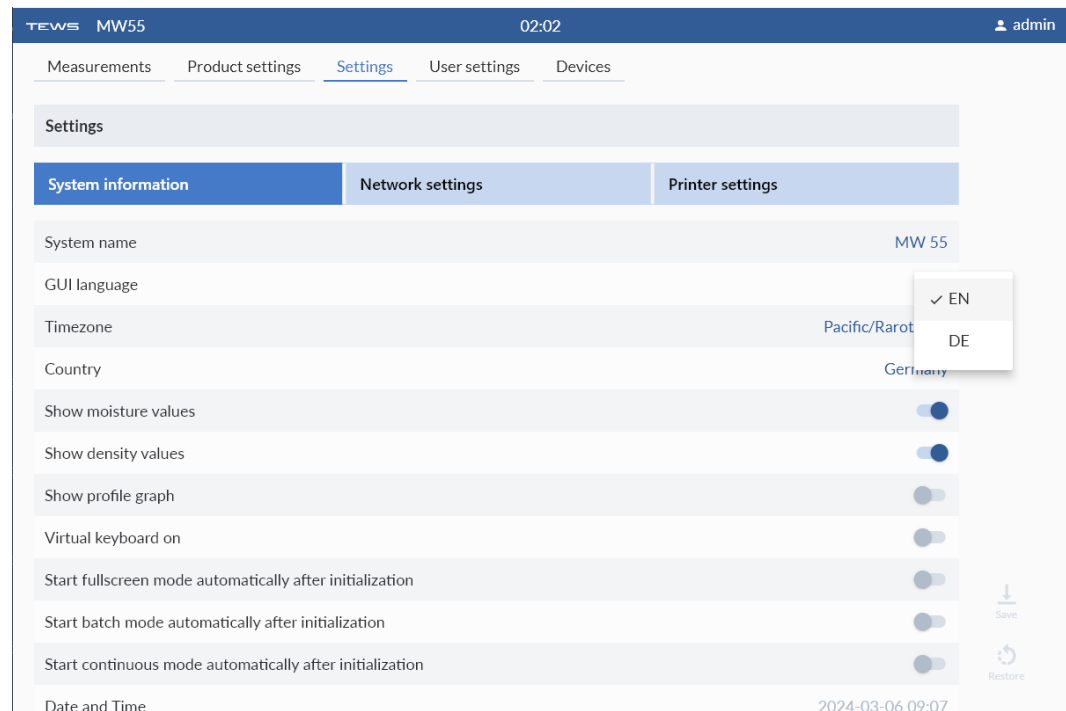 TEWS MW55 02:02 admin
Measurements Product settings Settings User settings Devices
Settings
System information Network settings Printer settings
System name MW 55
GUI language
EN
Timezone Pacific/Rarot
DE
Country Germany
Show moisture values
Show density values
Show profile graph
Virtual keyboard on
Start fullscreen mode automatically after initialization
Start batch mode automatically after initialization
Save
Start continuous mode automatically after initialization
Restore
Date and Time 2024-03-06 09:07